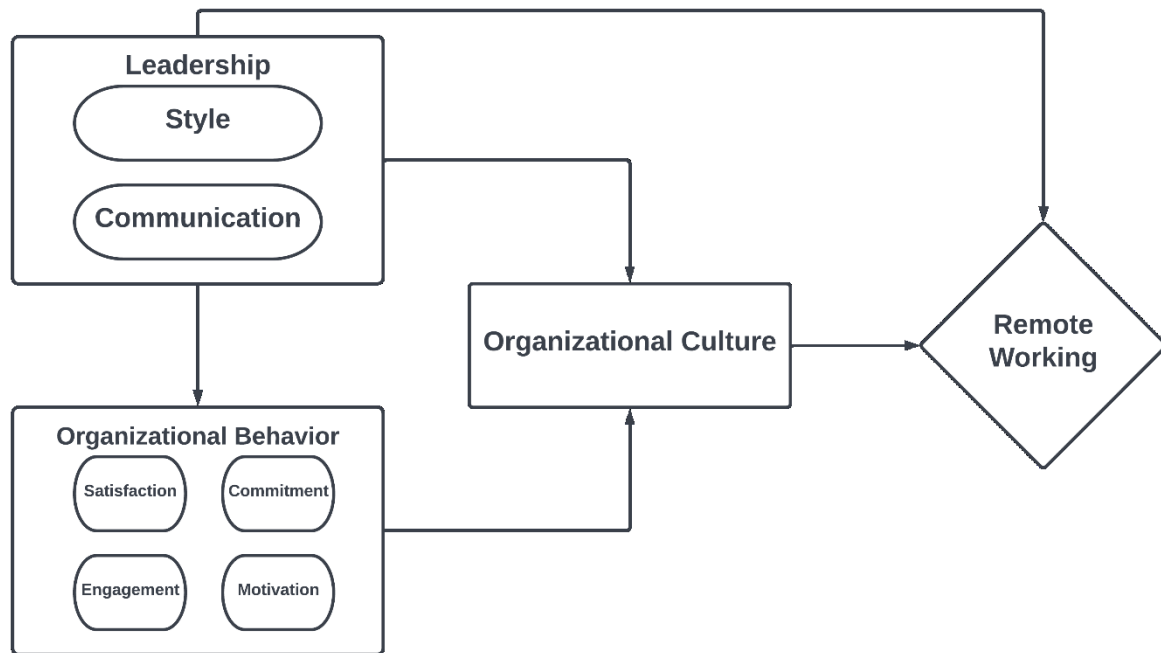 Leadership
Style
Communication
Organizational Culture
Remote
Working
Organizational Behavior
Satisfaction
Commitment
Engagement
Motivation